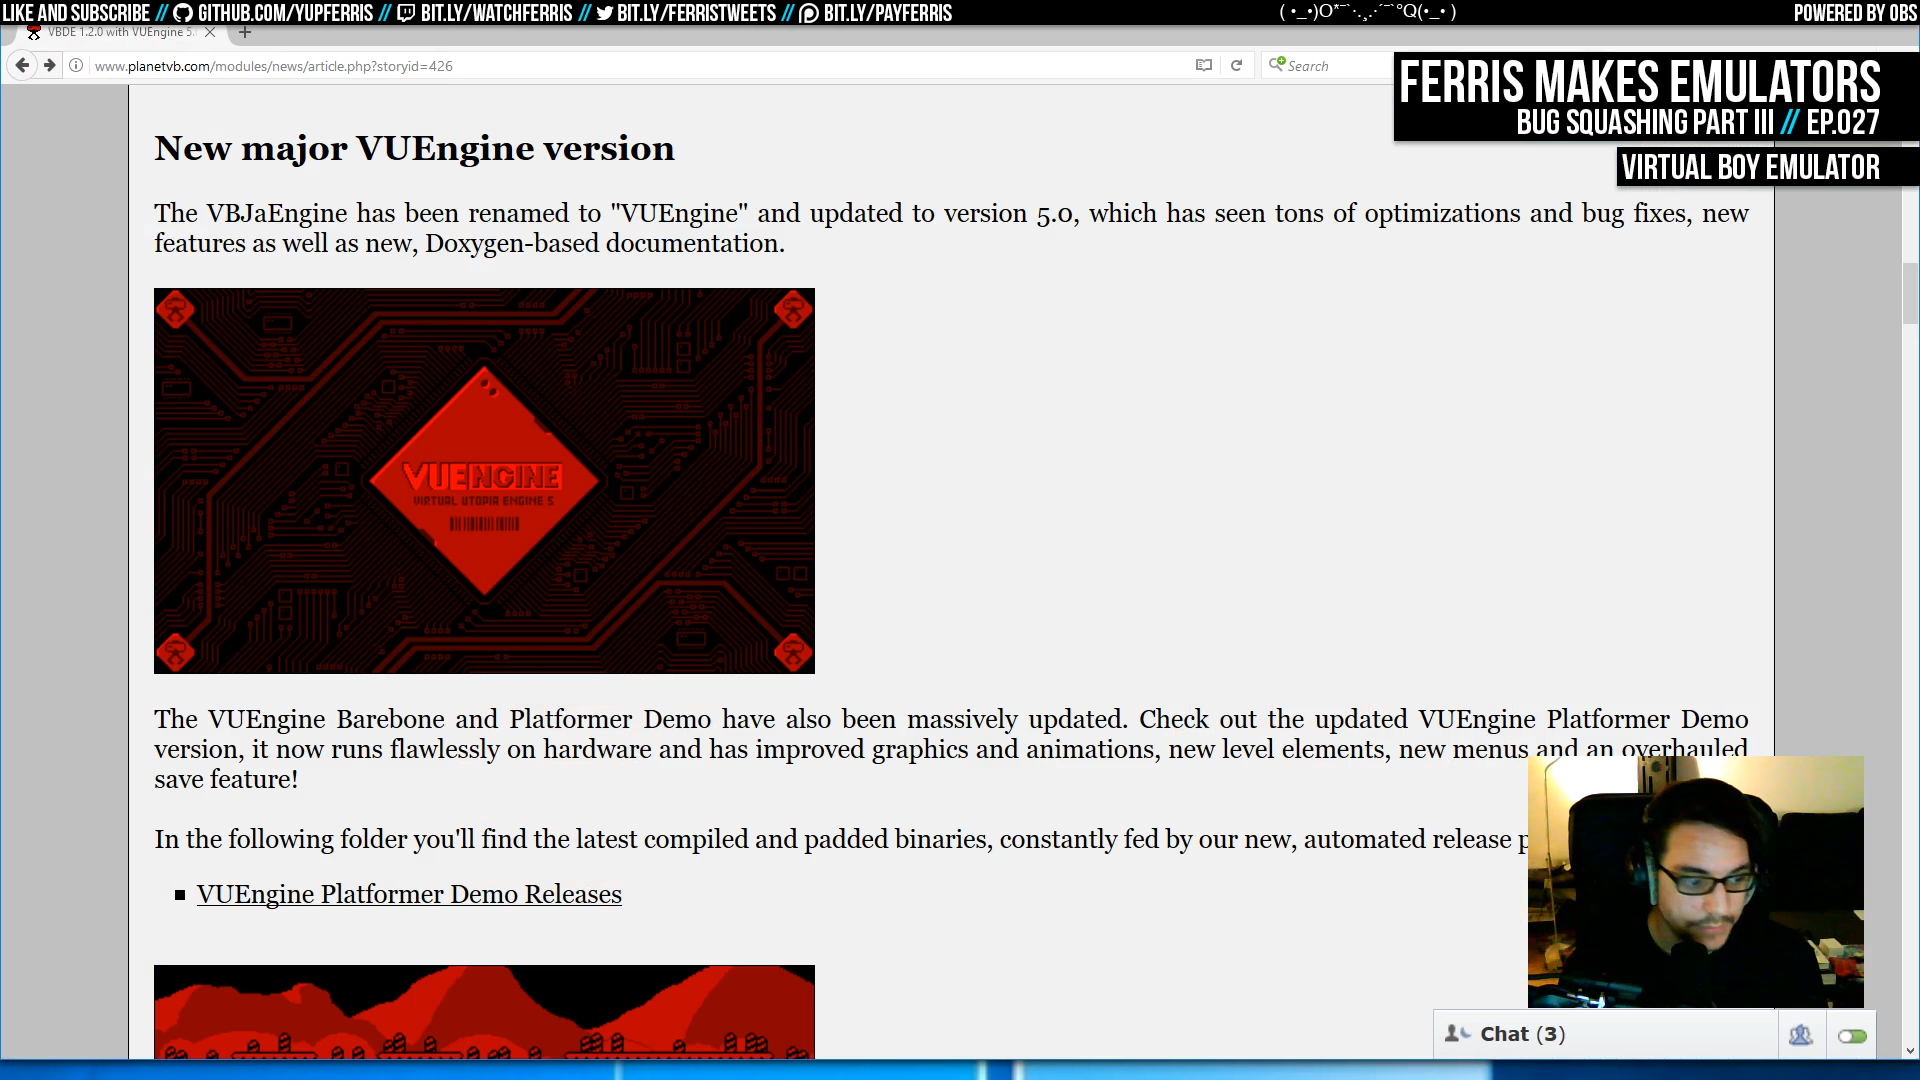 LIKE AND SUBSCRIBE // GITHUB.COM/YUPFERRIS // BIT.LY/WATCHFERRIS // BIT.LY/FERRISTWEETS // BIT.LY/PAYFERRIS
POWERED BY OBS
VBDE 1.2.0 with VUEngine 5.
www.planetvb.com/modules/news/article.php?storyid=426
Search
FERRIS MAKES EMULATORS
BUG SQUASHING PART III // EP.027
VIRTUAL BOY EMULATOR
New major VUEngine version
The VBJaEngine has been renamed to "VUEngine" and updated to version 5.0, which has seen tons of optimizations and bug fixes, new
features as well as new, Doxygen-based documentation.
VUENGINE
VIRTUAL UTOPIA ENGINE 5
The VUEngine Barebone and Platformer Demo have also been massively updated. Check out the updated VUEngine Platformer Demo
version, it now runs flawlessly on hardware and has improved graphics and animations, new level elements, new menus and an overhauled
save feature!
In the following folder you'll find the latest compiled and padded binaries, constantly fed by our new, automated release p
VUEngine Platformer Demo Releases
Chat (3)